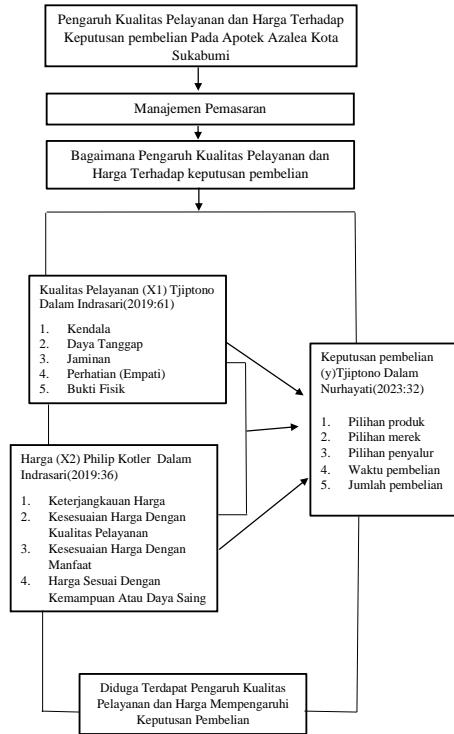 Pengaruh Kualitas Pelayanan dan Harga Terhadap
Keputusan pembelian Pada Apotek Azalea Kota
Sukabumi
Manajemen Pemasaran
Bagaimana Pengaruh Kualitas Pelayanan dan
Harga Terhadap keputusan pembelian
Kualitas Pelayanan (X1) Tjiptono
Dalam Indrasari(2019:61)
1. Kendala
2. Daya Tanggap
3. Jaminan
4. Perhatian (Empati)
5. Bukti Fisik
Harga (X2) Philip Kotler Dalam
Indrasari(2019:36)
1. Keterjangkauan Harga
2. Kesesuaian Harga Dengan
Kualitas Pelayanan
3. Kesesuaian Harga Dengan
Manfaat
4. Harga Sesuai Dengan
Kemampuan Atau Daya Saing
Keputusan pembelian
(y)Tjiptono Dalam
Nurhayati(2023:32)
1. Pilihan produk
2. Pilihan merek
3. Pilihan penyalur
4. Waktu pembelian
5. Jumlah pembelian
Diduga Terdapat Pengaruh Kualitas
Pelayanan dan Harga Mempengaruhi
Keputusan Pembelian